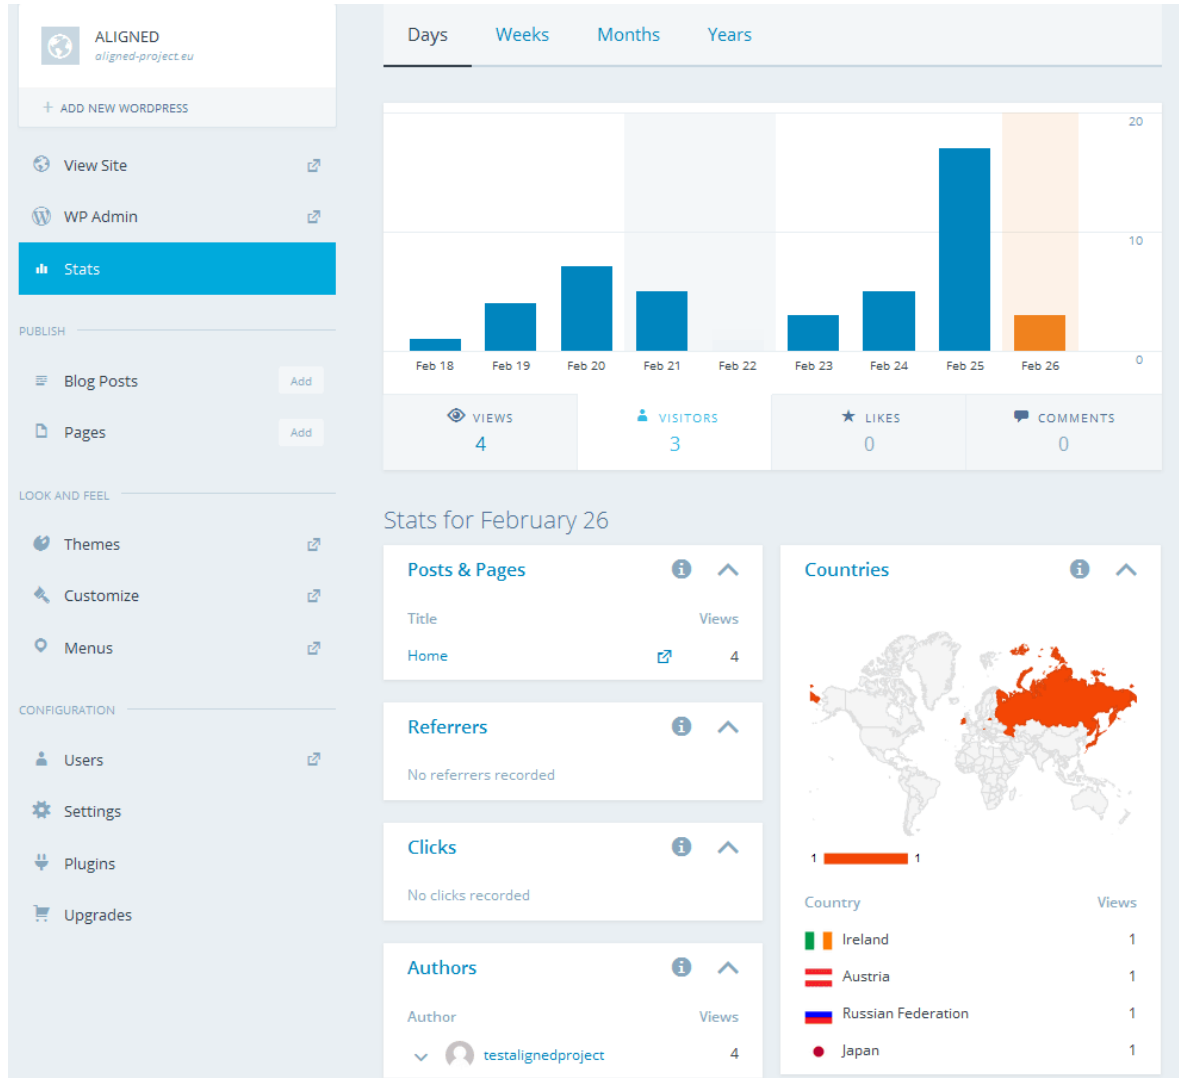 ALIGNED
aligned-project.eu
+ ADD NEW WORDPRESS
View Site
WP Admin
Stats
PUBLISH
Blog Posts Add
Pages Add
LOOK AND FEEL
Themes
Customize
Menus
CONFIGURATION
Users
Settings
Plugins
Upgrades
Days Weeks Months Years
20
10
0
Feb 18 Feb 19 Feb 20 Feb 21 Feb 22 Feb 23 Feb 24 Feb 25 Feb 26
VIEWS VISITORS LIKES COMMENTS
4 3 0 0
Stats for February 26
Posts & Pages
Title Views
Home 4
Referrers
No referrers recorded
Clicks
No clicks recorded
Authors
Author Views
testalignedproject 4
Countries
1 1
Country Views
Ireland 1
Austria 1
Russian Federation 1
Japan 1